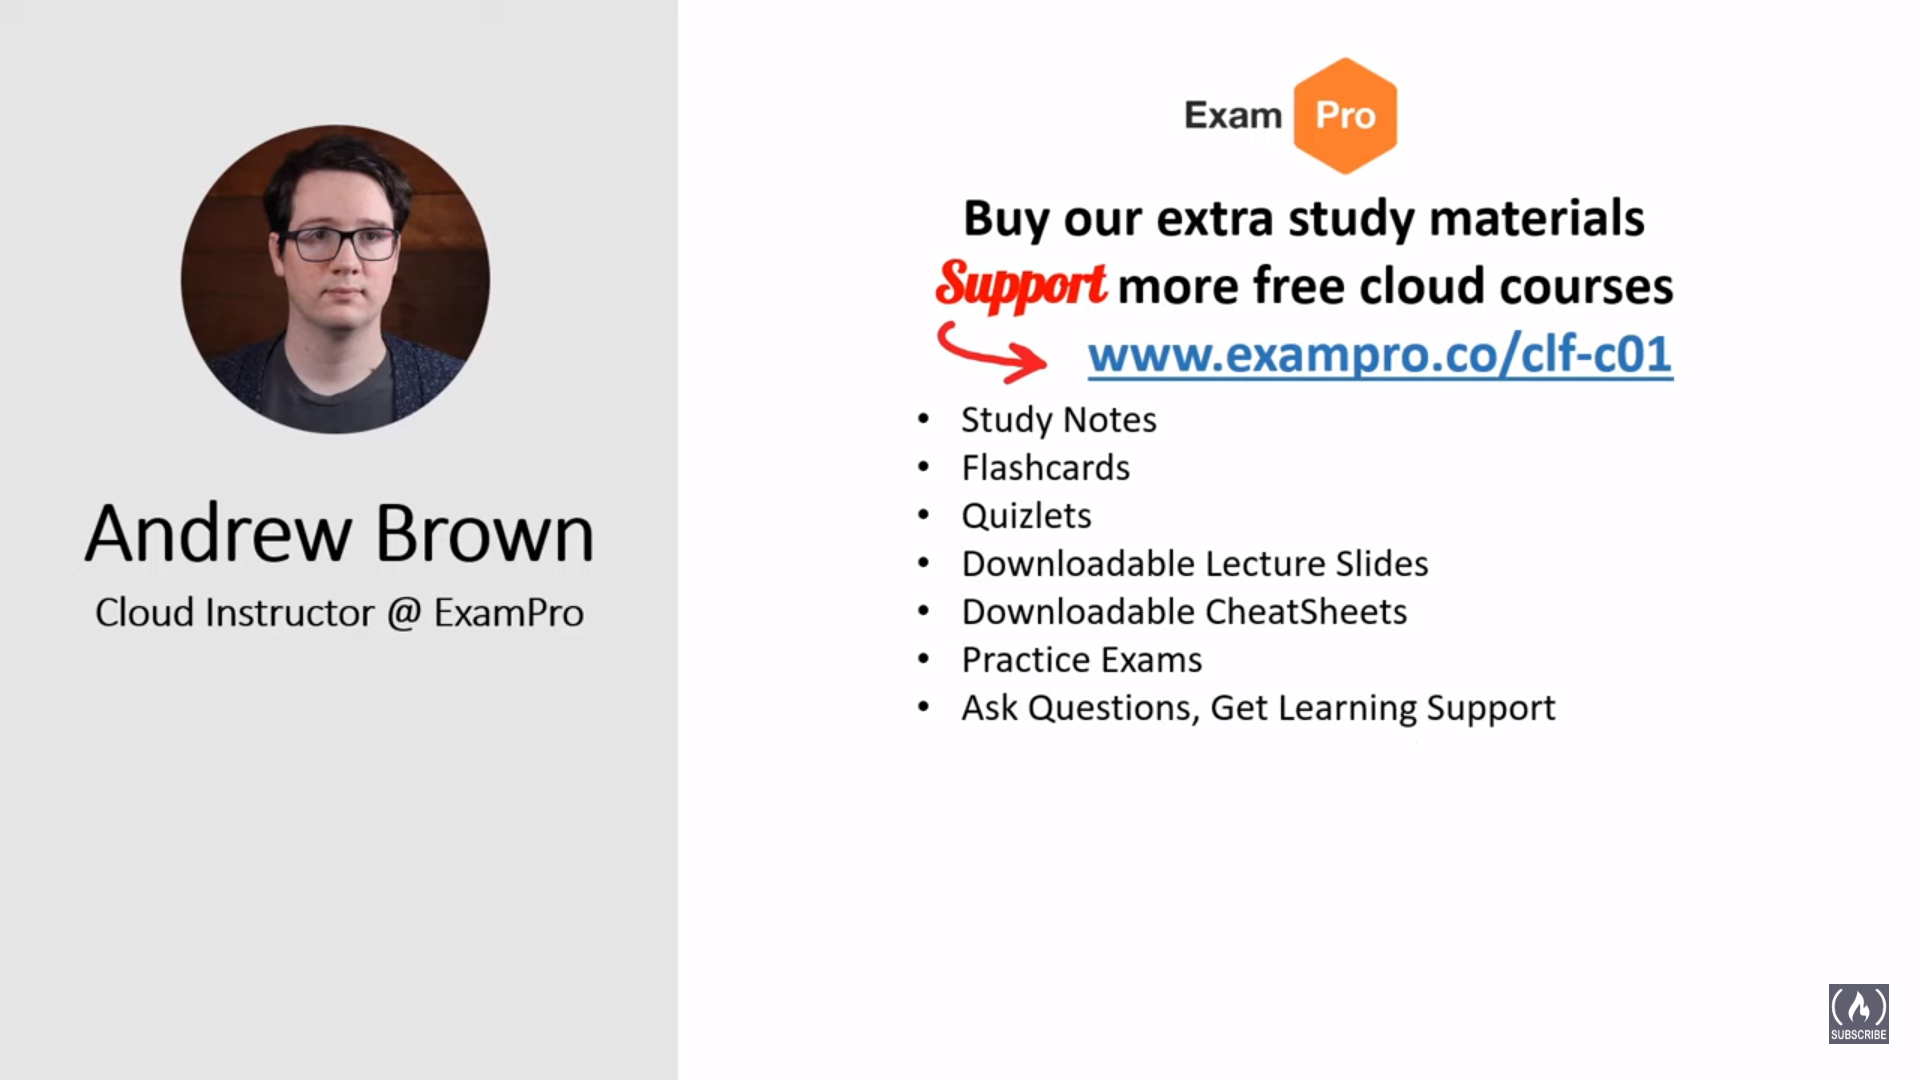 Andrew Brown
Cloud Instructor @ ExamPro
Exam Pro
Buy our extra study materials
Support more free cloud courses
www.exampro.co/clf-c01
• Study Notes
• Flashcards
• Quizlets
• Downloadable Lecture Slides
• Downloadable CheatSheets
• Practice Exams
• Ask Questions, Get Learning Support
SUBSCRIBE